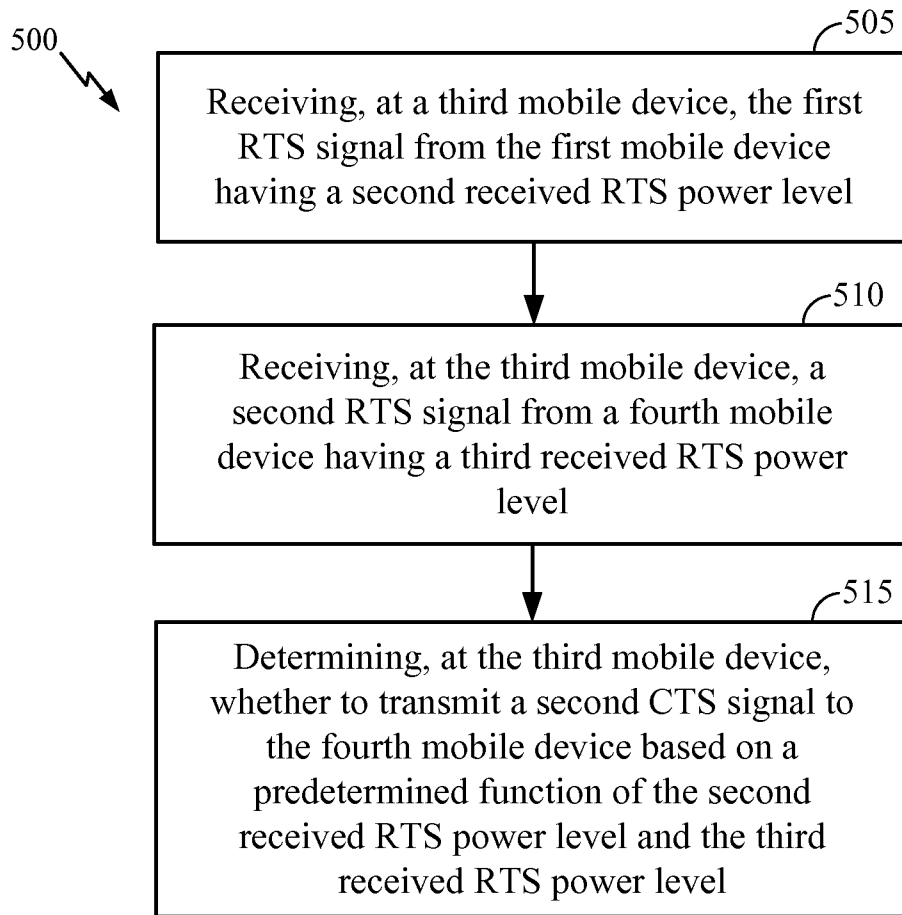 500
505
Receiving, at a third mobile device, the first
RTS signal from the first mobile device
having a second received RTS power level
510
Receiving, at the third mobile device, a
second RTS signal from a fourth mobile
device having a third received RTS power
level
515
Determining, at the third mobile device,
whether to transmit a second CTS signal to
the fourth mobile device based on a
predetermined function of the second
received RTS power level and the third
received RTS power level